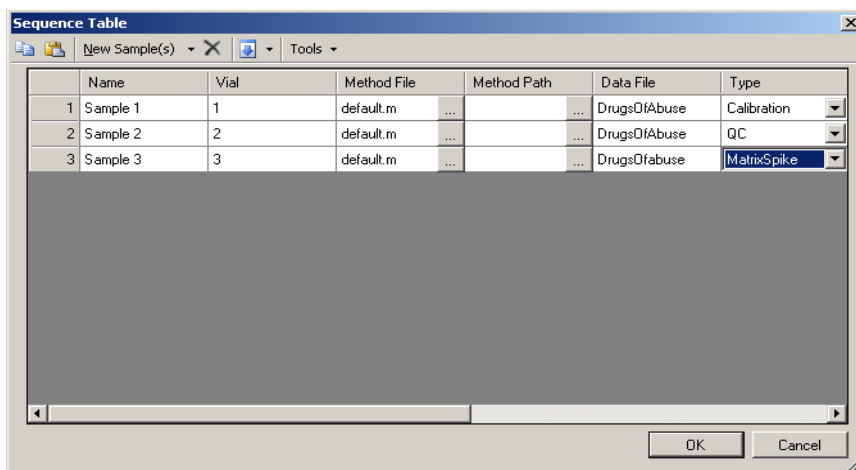 Sequence Table
New Sample(s) Tools
Name Vial Method File Method Path Data File Type
1 Sample 1 1 default.m ... ... DrugsOfAbuse Calibration
2 Sample 2 2 default.m ... ... DrugsOfAbuse QC
3 Sample 3 3 default.m ... ... DrugsOfabuse MatrixSpike
OK Cancel